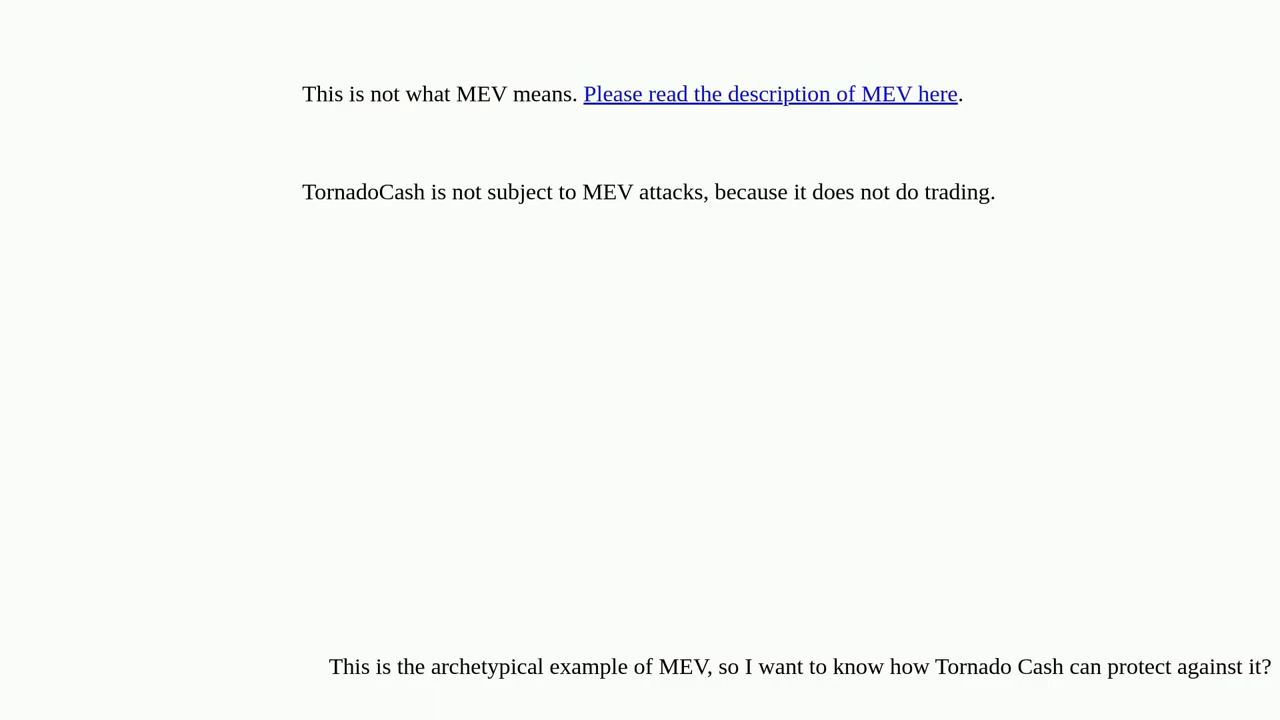 This is not what MEV means. Please read the description of MEV here.
TornadoCash is not subject to MEV attacks, because it does not do trading.
This is the archetypical example of MEV, so I want to know how Tornado Cash can protect against it?